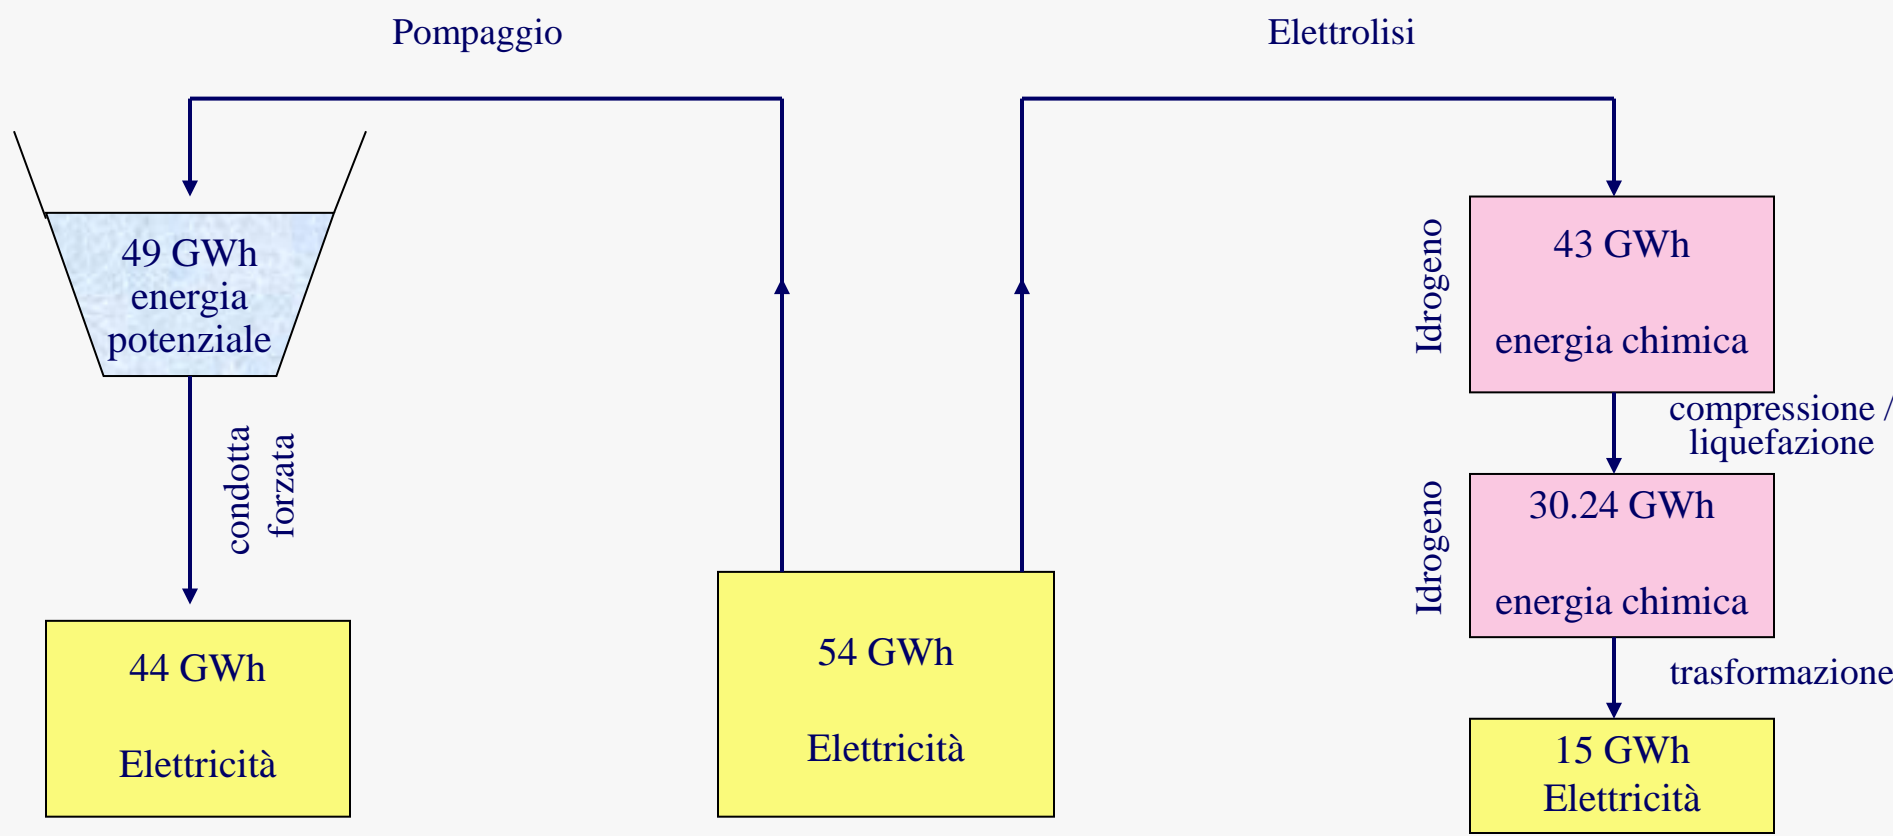 Pompaggio
Elettrolisi
49 GWh
energia
potenziale
condotta
forzata
44 GWh
Elettricità
54 GWh
Elettricità
Idrogeno
43 GWh
energia chimica
compressione /
liquefazione
Idrogeno
30.24 GWh
energia chimica
trasformazione
15 GWh
Elettricità